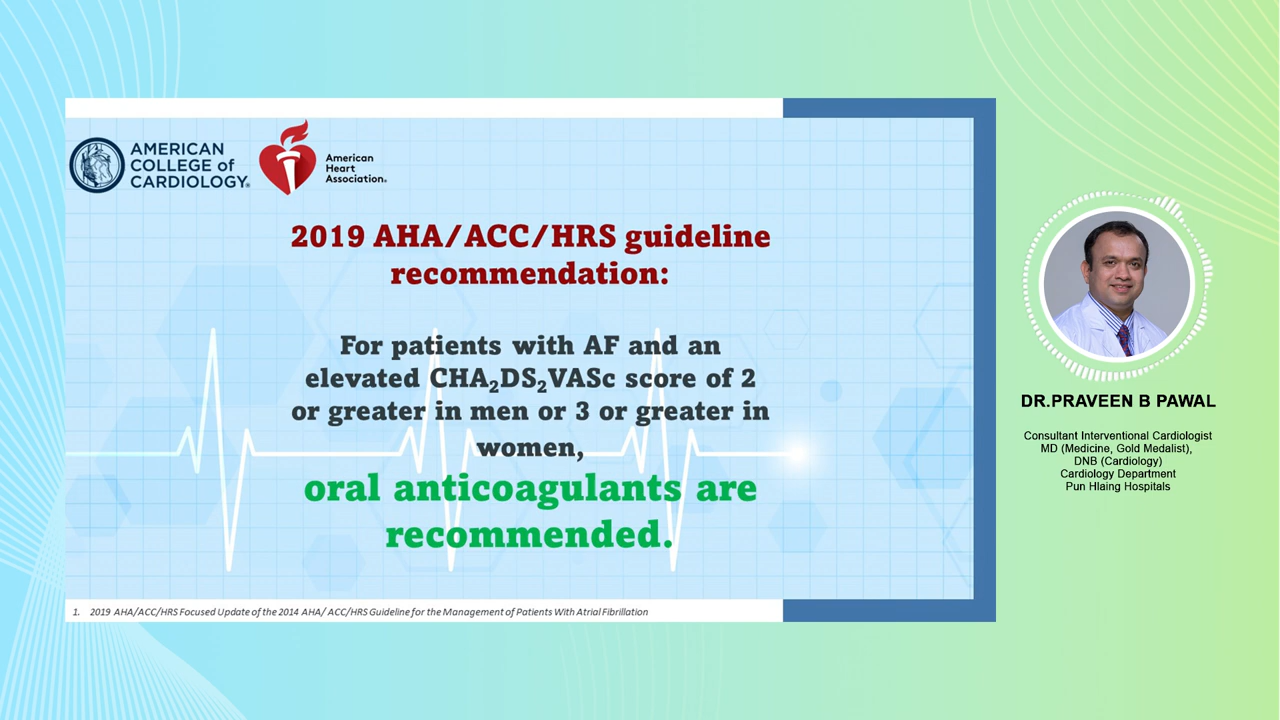 AMERICAN
COLLEGE of
CARDIOLOGY®
American
Heart
Association®
2019 AHA/ACC/HRS guideline
recommendation:
For patients with AF and an
elevated CHA₂DS₂VASc score of 2
or greater in men or 3 or greater in
women,
oral anticoagulants are
recommended.
1. 2019 AHA/ACC/HRS Focused Update of the 2014 AHA/ ACC/HRS Guideline for the Management of Patients With Atrial Fibrillation
DR.PRAVEEN B PAWAL
Consultant Interventional Cardiologist
MD (Medicine, Gold Medalist),
DNB (Cardiology)
Cardiology Department
Pun Hlaing Hospitals